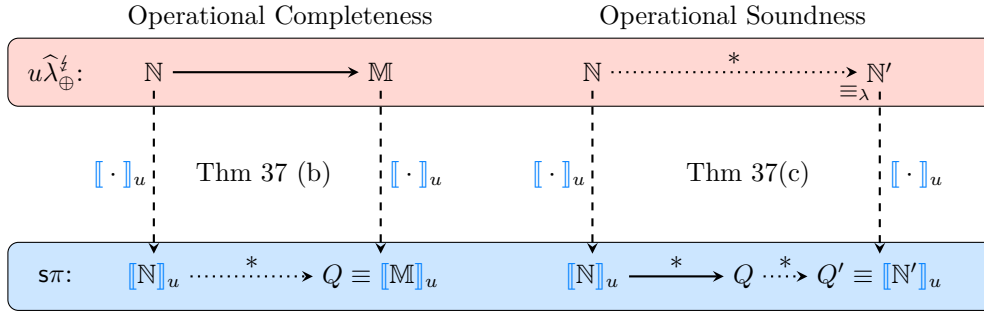 Operational Completeness Operational Soundness
u\widehat{λ}_⊕^↯: ℕ 𝕄 ℕ * ≡_λ ℕ′
⟦·⟧_u Thm 37 (b) ⟦·⟧_u ⟦·⟧_u Thm 37(c) ⟦·⟧_u
sπ: ⟦ℕ⟧_u * Q ≡ ⟦𝕄⟧_u ⟦ℕ⟧_u * Q * Q′ ≡ ⟦ℕ′⟧_u